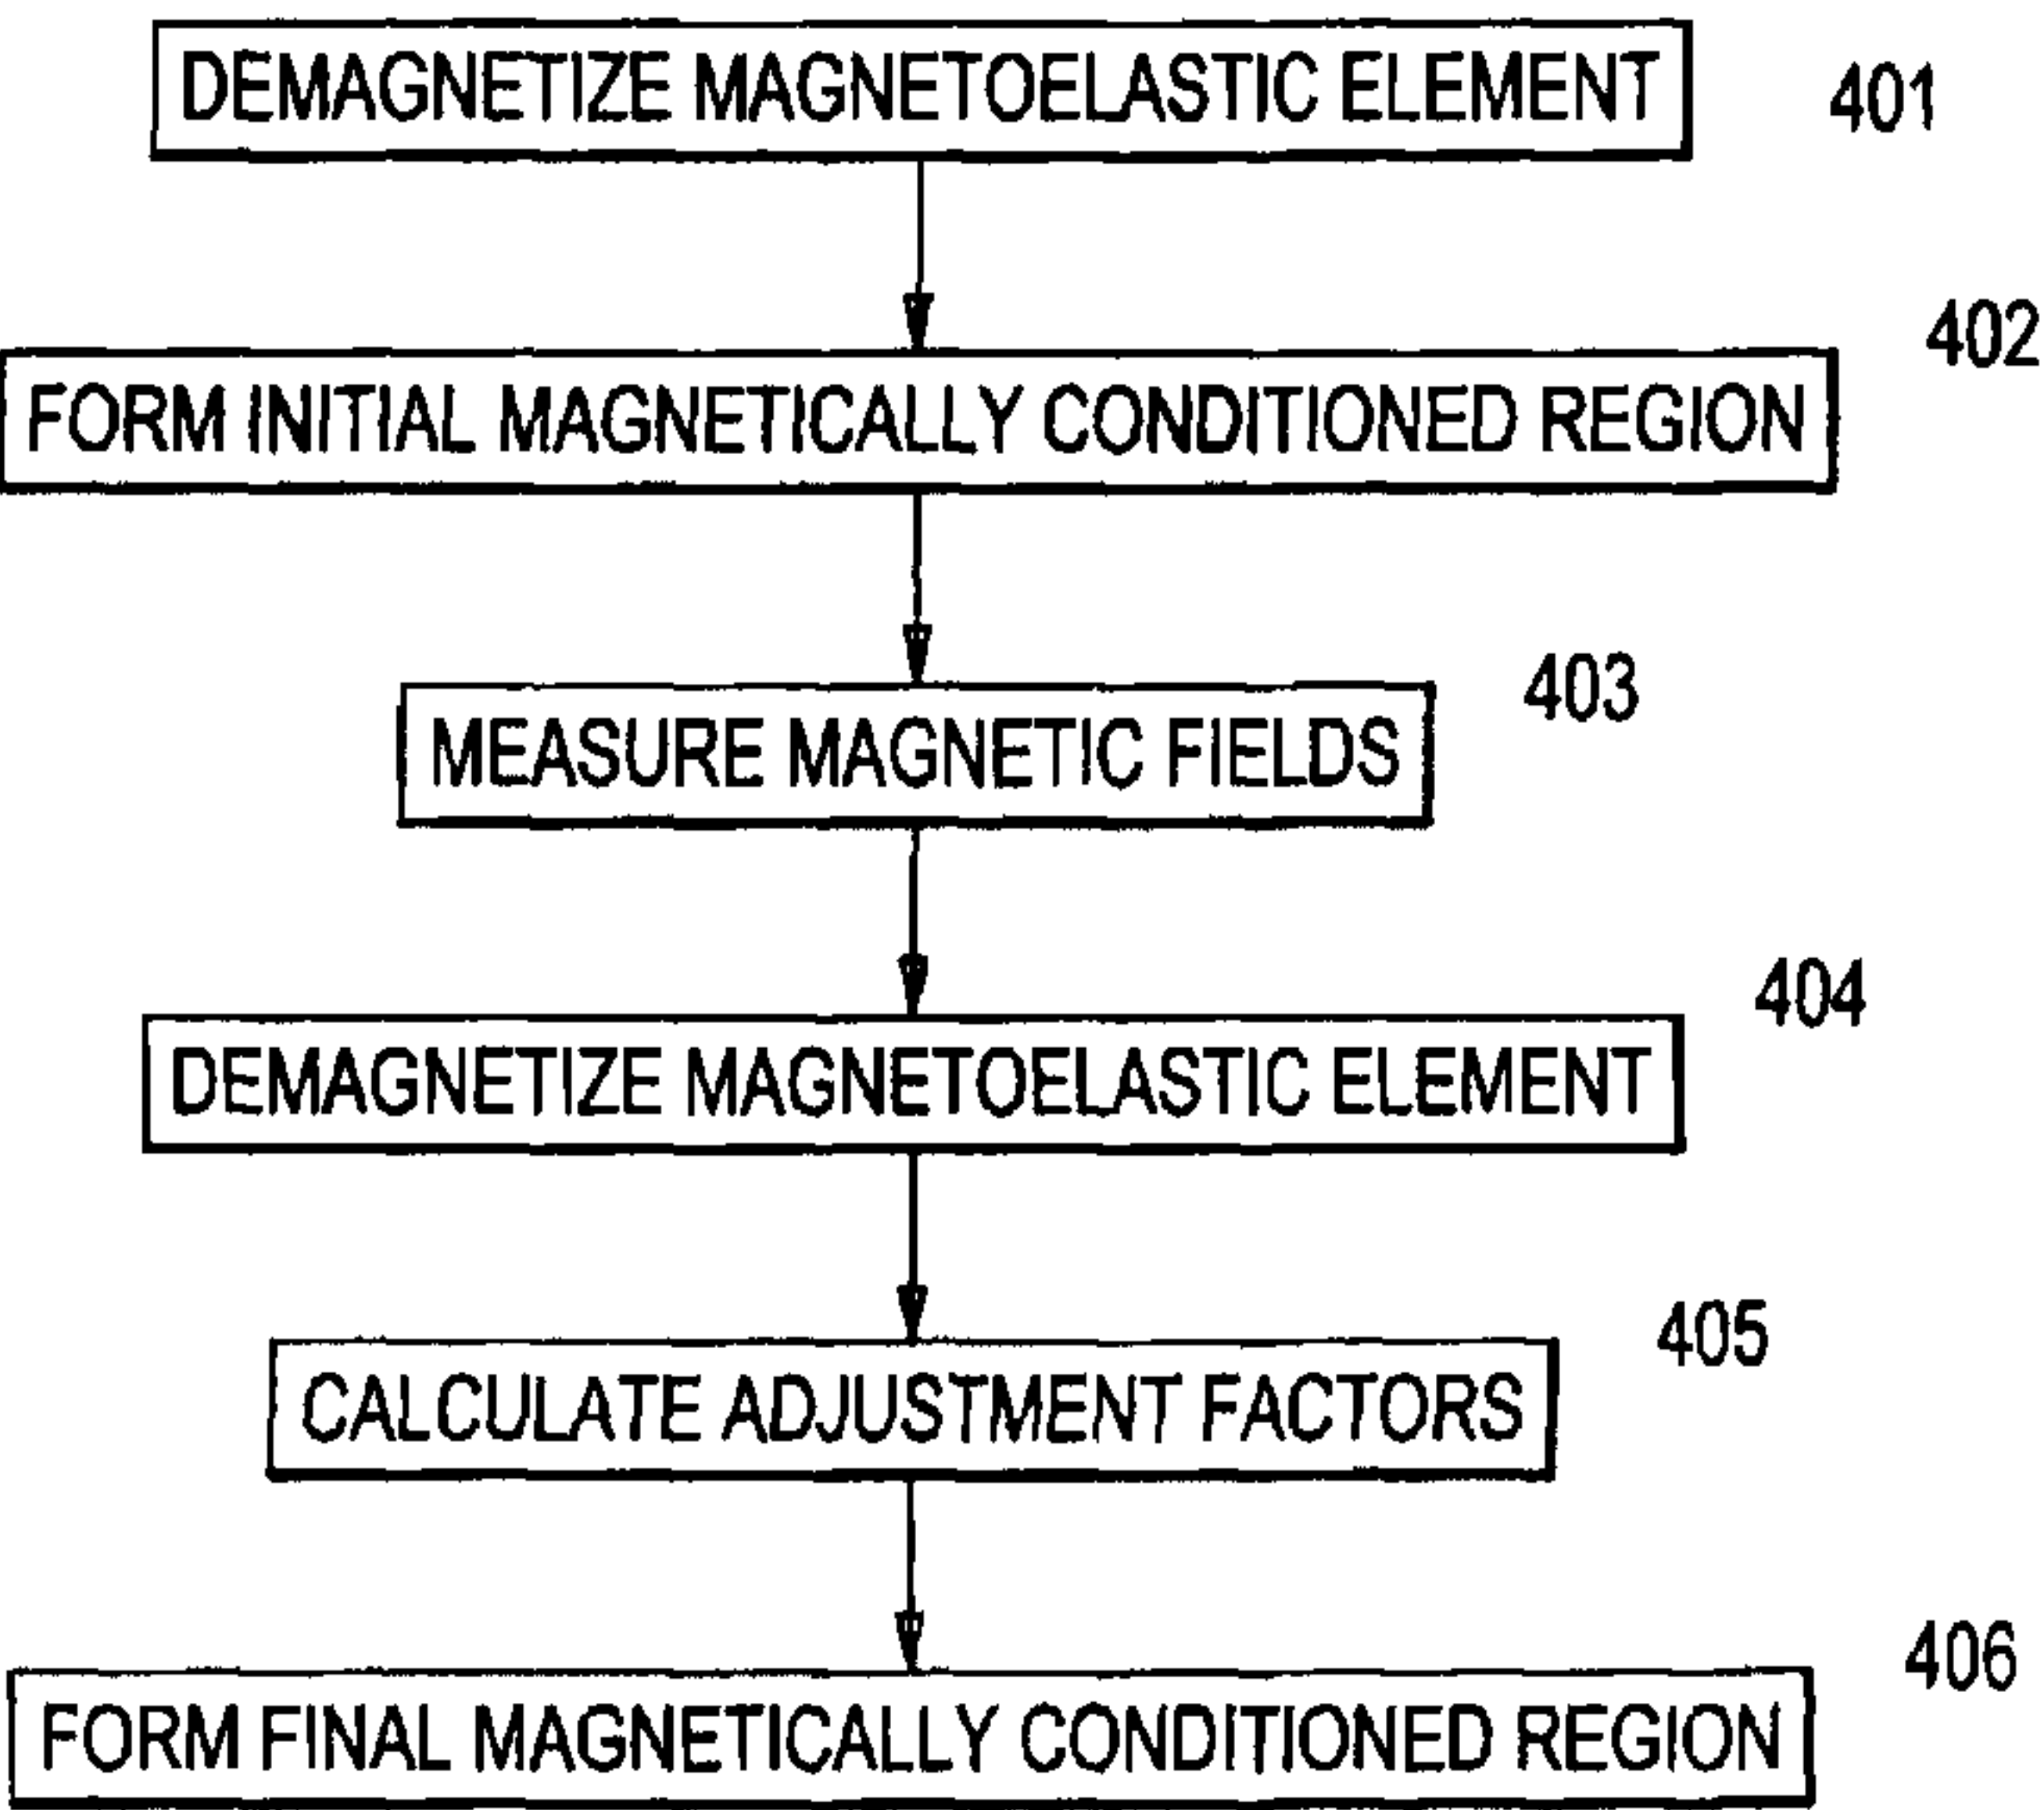 DEMAGNETIZE MAGNETOELASTIC ELEMENT
401
402
FORM INITIAL MAGNETICALLY CONDITIONED REGION
403
MEASURE MAGNETIC FIELDS
404
DEMAGNETIZE MAGNETOELASTIC ELEMENT
405
CALCULATE ADJUSTMENT FACTORS
406
FORM FINAL MAGNETICALLY CONDITIONED REGION